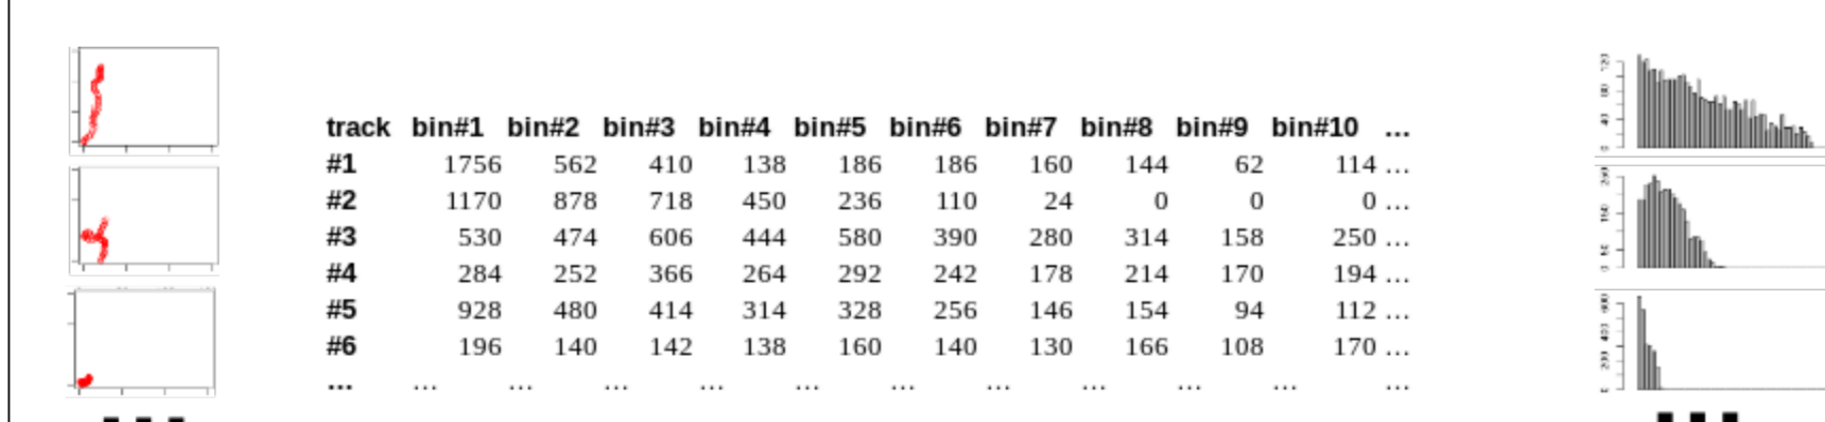 track bin#1 bin#2 bin#3 bin#4 bin#5 bin#6 bin#7 bin#8 bin#9 bin#10 ...
#1 1756 562 410 138 186 186 160 144 62 114 ...
#2 1170 878 718 450 236 110 24 0 0 0 ...
#3 530 474 606 444 580 390 280 314 158 250 ...
#4 284 252 366 264 292 242 178 214 170 194 ...
#5 928 480 414 314 328 256 146 154 94 112 ...
#6 196 140 142 138 160 140 130 166 108 170 ...
... ... ... ... ... ... ... ... ... ... ... ...